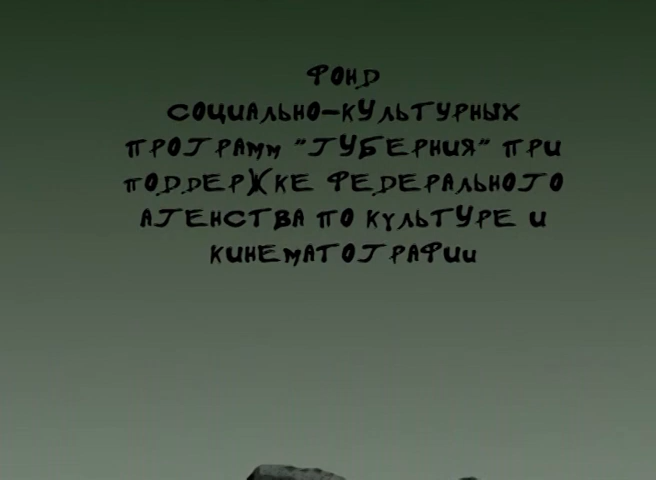 ФОНД
СОЦИАЛЬНО-КУЛЬТУРНЫХ
ПРОГРАММ "ГУБЕРНИЯ" ПРИ
ПОДДЕРЖКЕ ФЕДЕРАЛЬНОГО
АГЕНСТВА ПО КУЛЬТУРЕ И
КИНЕМАТОГРАФИИ